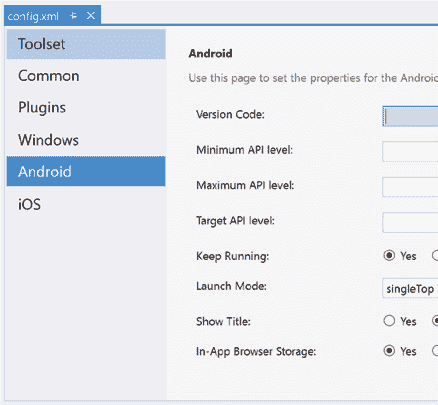 config.xml
Toolset
Common
Plugins
Windows
Android
iOS
Android
Use this page to set the properties for the Android
Version Code:
Minimum API level:
Maximum API level:
Target API level:
Keep Running: Yes
Launch Mode: singleTop
Show Title: Yes
In-App Browser Storage: Yes